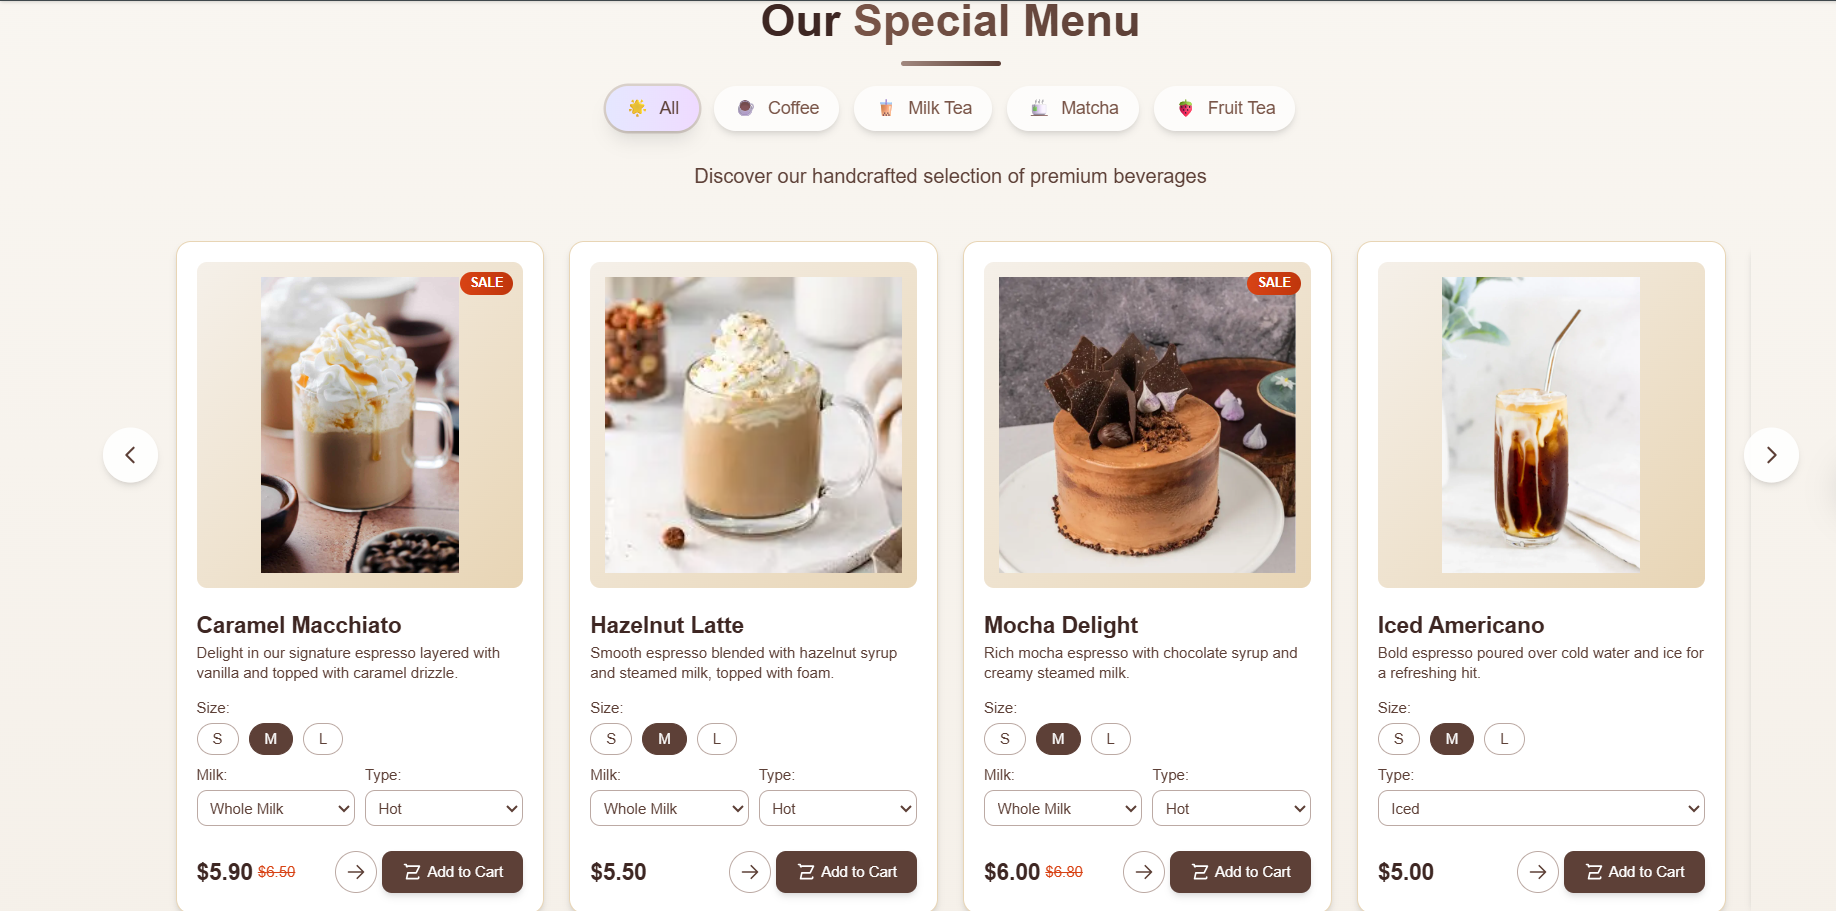 Our Special Menu
All
Coffee
Milk Tea
Matcha
Fruit Tea
Discover our handcrafted selection of premium beverages
SALE
Caramel Macchiato
Delight in our signature espresso layered with
vanilla and topped with caramel drizzle.
Size:
S M L
Milk: Type:
Whole Milk Hot
$5.90 $6.50 Add to Cart
Hazelnut Latte
Smooth espresso blended with hazelnut syrup
and steamed milk, topped with foam.
Size:
S M L
Milk: Type:
Whole Milk Hot
$5.50 Add to Cart
SALE
Mocha Delight
Rich mocha espresso with chocolate syrup and
creamy steamed milk.
Size:
S M L
Milk: Type:
Whole Milk Hot
$6.00 $6.80 Add to Cart
Iced Americano
Bold espresso poured over cold water and ice for
a refreshing hit.
Size:
S M L
Type:
Iced
$5.00 Add to Cart